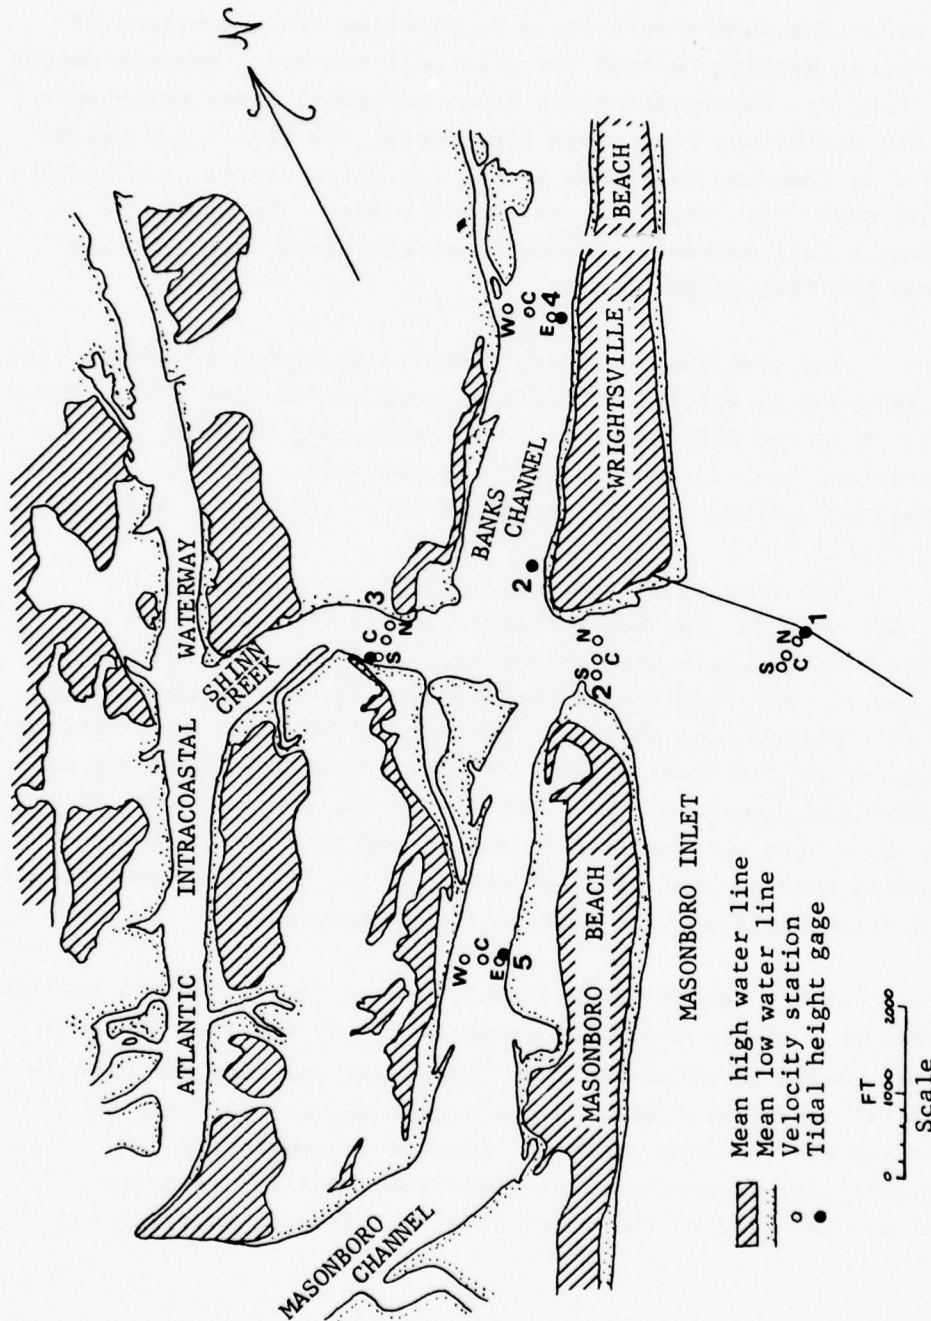 N
ATLANTIC INTRACOASTAL WATERWAY
SHINN
CREEK
MASONBORO
CHANNEL
S C N 3
BANKS
CHANNEL
W C E 5
W C E 4
2
S C N 2
MASONBORO BEACH
WRIGHTSVILLE BEACH
MASONBORO INLET
S C N 1
Mean high water line
Mean low water line
Velocity station
Tidal height gage
FT
0 1000 2000
Scale